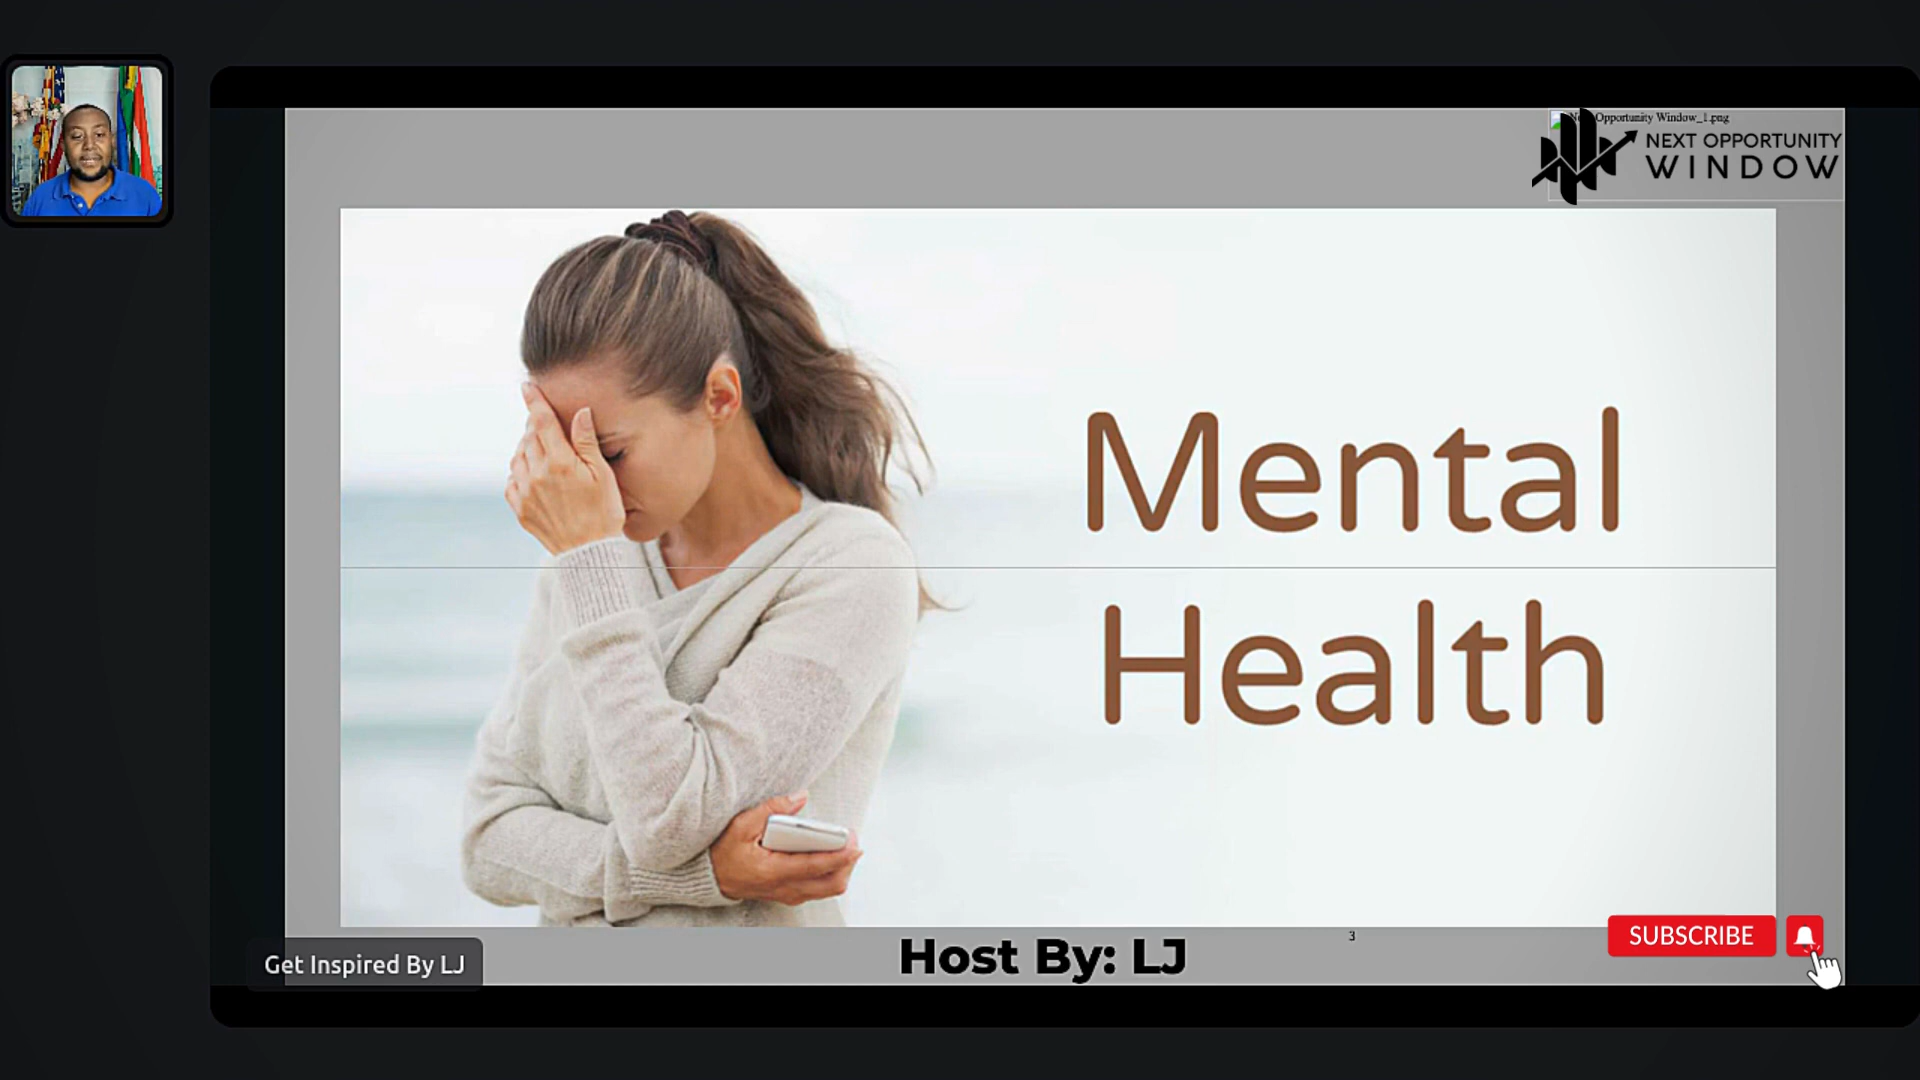 Opportunity Window_1.png
NEXT OPPORTUNITY
WINDOW
Mental
Health
3
SUBSCRIBE
Host By: LJ
Get Inspired By LJ